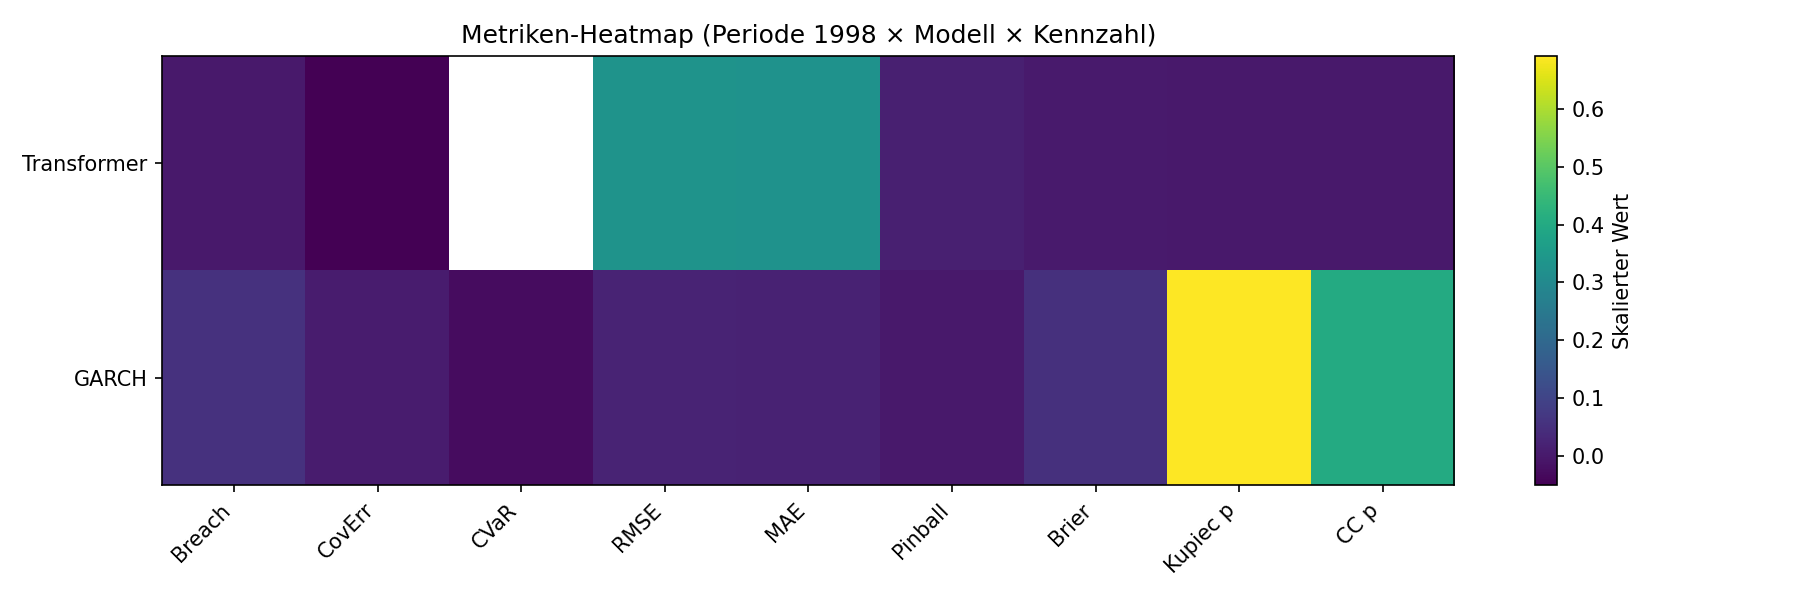 Metriken-Heatmap (Periode 1998 × Modell × Kennzahl)
Transformer
GARCH
Breach
CovErr
CVaR
RMSE
MAE
Pinball
Brier
Kupiec p
CC p
0.6
0.5
0.4
0.3
0.2
0.1
0.0
Skalierter Wert